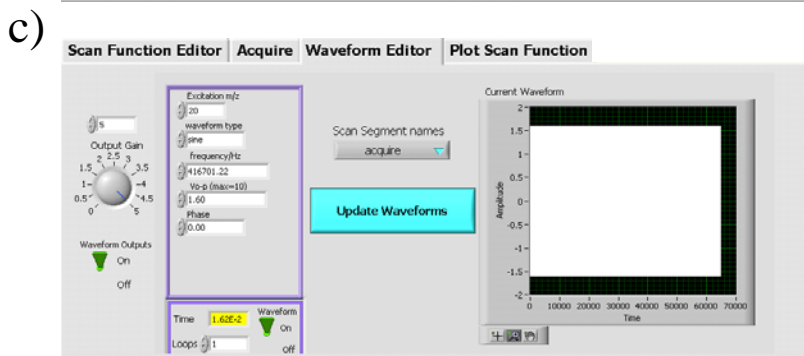 c)
Scan Function Editor Acquire Waveform Editor Plot Scan Function
5
Output Gain
0 0.5 1 1.5 2 2.5 3 3.5 4 4.5 5
Waveform Outputs
On
Off
Excitation m/z
20
waveform type
sine
frequency/Hz
416701.22
Vo-p (max=10)
1.60
Phase
0.00
Time 1.62E-2
Loops 1
Waveform
On
Off
Scan Segment names
acquire
Update Waveforms
Current Waveform
Amplitude
2
1.5
1
0.5
0
-0.5
-1
-1.5
-2
0 10000 20000 30000 40000 50000 60000 70000
Time